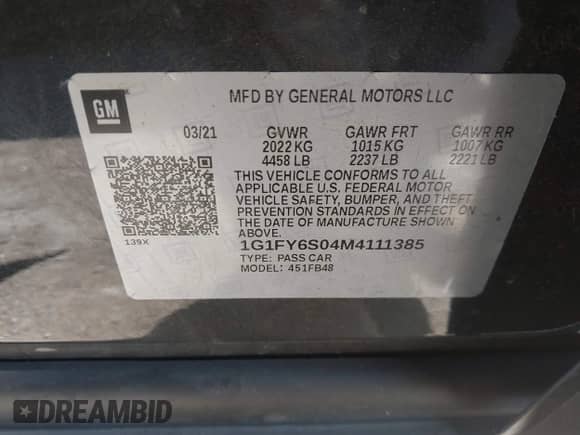 GM
MFD BY GENERAL MOTORS LLC
03/21 GVWR GAWR FRT GAWR RR
2022 KG 1015 KG 1007 KG
4458 LB 2237 LB 2221 LB
THIS VEHICLE CONFORMS TO ALL
APPLICABLE U.S. FEDERAL MOTOR
VEHICLE SAFETY, BUMPER, AND THEFT
PREVENTION STANDARDS IN EFFECT ON
THE DATE OF MANUFACTURE SHOWN
ABOVE.
139X
1G1FY6S04M4111385
TYPE: PASS CAR
MODEL: 451FB48
DREAMBID